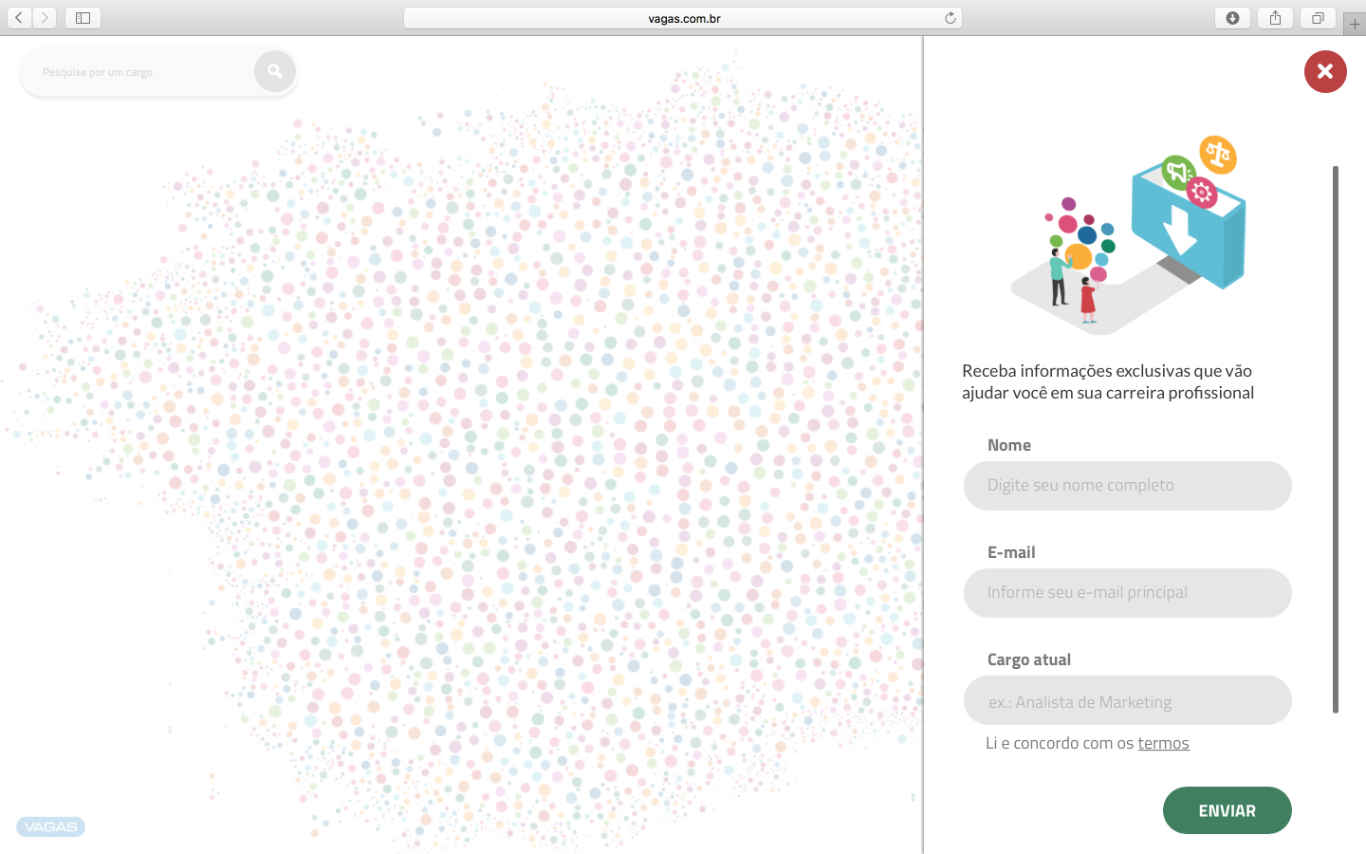 vagas.com.br
Pesquise por um cargo
Receba informações exclusivas que vão
ajudar você em sua carreira profissional
Nome
Digite seu nome completo
E-mail
Informe seu e-mail principal
Cargo atual
ex.: Analista de Marketing
Li e concordo com os termos
ENVIAR
VAGAS